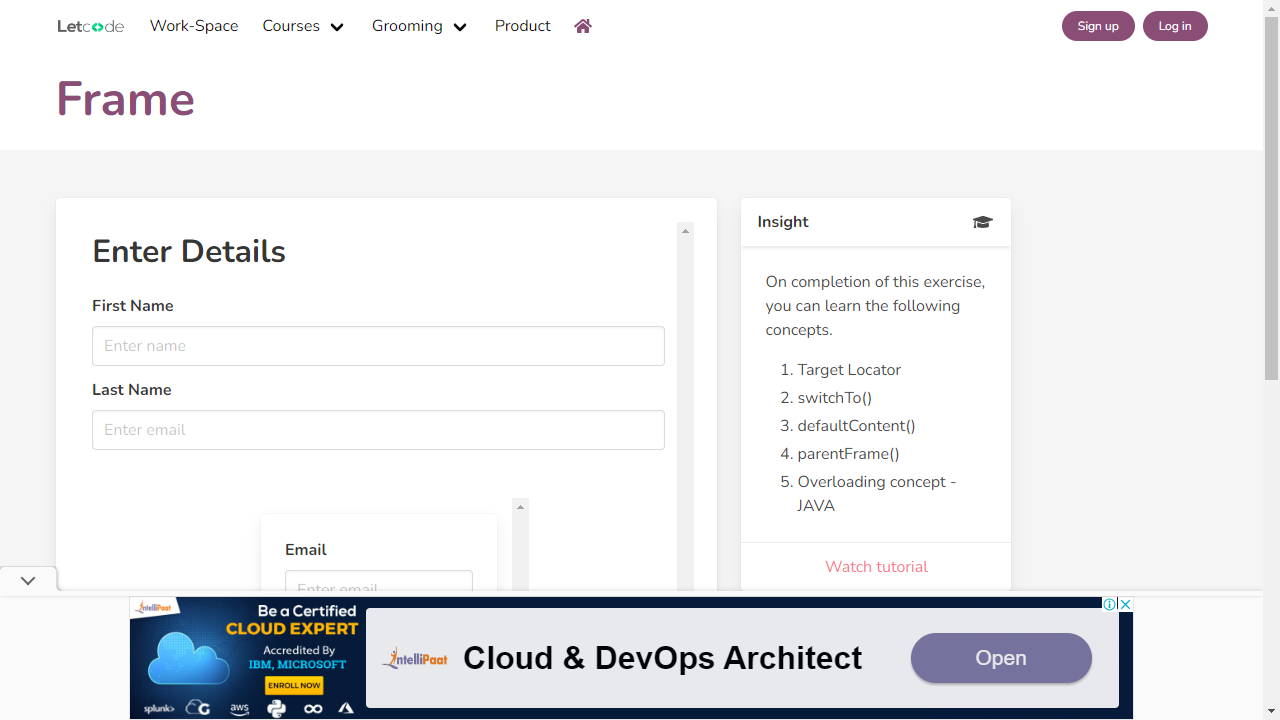 Letcode Work-Space Courses Grooming Product Sign up Log in
Frame
Enter Details
First Name
Enter name
Last Name
Enter email
Email
Enter email
Insight
On completion of this exercise,
you can learn the following
concepts.
1. Target Locator
2. switchTo()
3. defaultContent()
4. parentFrame()
5. Overloading concept -
JAVA
Watch tutorial
IntelliPaat
Be a Certified
CLOUD EXPERT
Accredited By
IBM, MICROSOFT
ENROLL NOW
splunk> aws
IntelliPaat
Cloud & DevOps Architect
Open